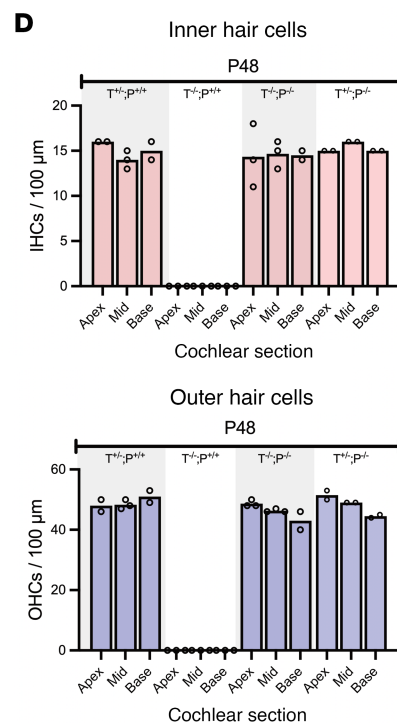 D
Inner hair cells
P48
T+/-;P+/+ T-/-;P+/+ T-/-;P-/- T+/-;P-/-
20
15
10
5
0
IHCs / 100 µm
Apex Mid Base Apex Mid Base Apex Mid Base Apex Mid Base
Cochlear section
Outer hair cells
P48
T+/-;P+/+ T-/-;P+/+ T-/-;P-/- T+/-;P-/-
60
40
20
0
OHCs / 100 µm
Apex Mid Base Apex Mid Base Apex Mid Base Apex Mid Base
Cochlear section